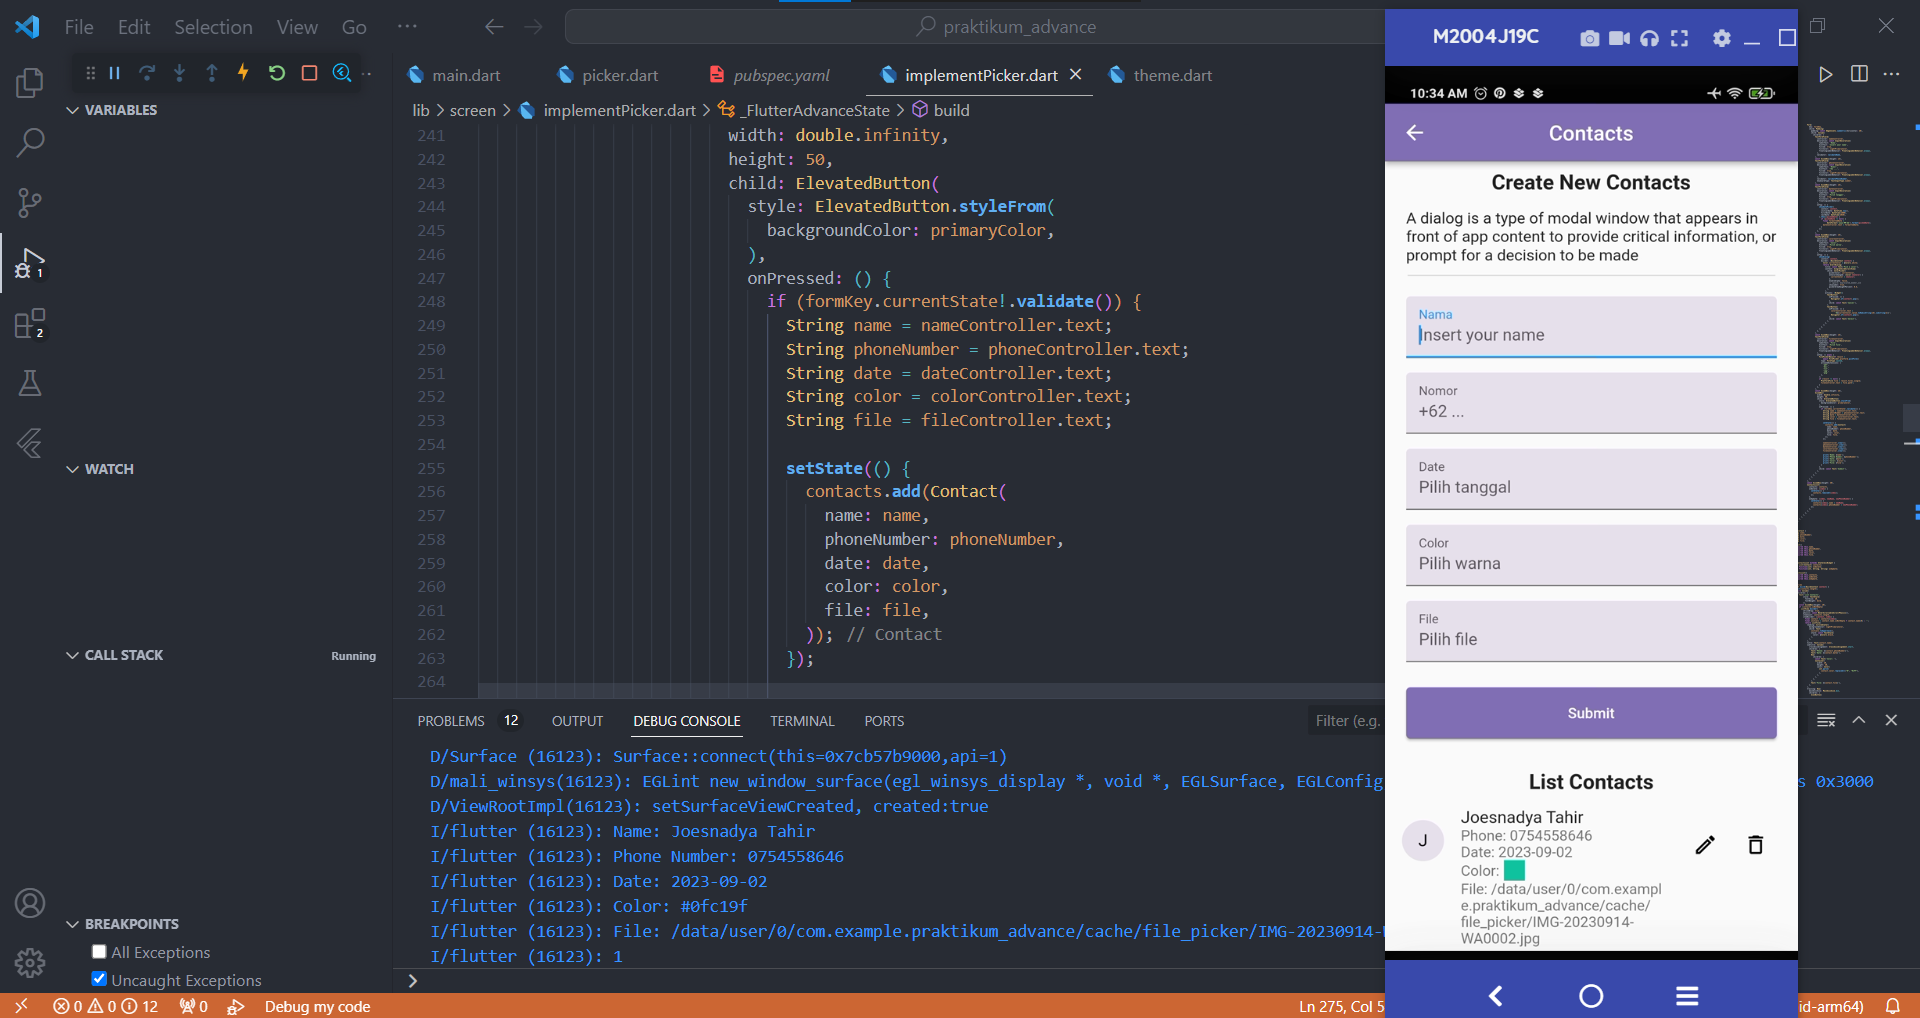 File Edit Selection View Go ···
praktikum_advance
main.dart
picker.dart
pubspec.yaml
implementPicker.dart
theme.dart
lib > screen > implementPicker.dart > _FlutterAdvanceState > build
VARIABLES
WATCH
CALL STACK
Running
BREAKPOINTS
All Exceptions
Uncaught Exceptions
1
2
241 width: double.infinity,
242 height: 50,
243 child: ElevatedButton(
244 style: ElevatedButton.styleFrom(
245 backgroundColor: primaryColor,
246 ),
247 onPressed: () {
248 if (formKey.currentState!.validate()) {
249 String name = nameController.text;
250 String phoneNumber = phoneController.text;
251 String date = dateController.text;
252 String color = colorController.text;
253 String file = fileController.text;
254
255 setState(() {
256 contacts.add(Contact(
257 name: name,
258 phoneNumber: phoneNumber,
259 date: date,
260 color: color,
261 file: file,
262 )); // Contact
263 });
264
PROBLEMS 12 OUTPUT DEBUG CONSOLE TERMINAL PORTS
Filter (e.g.
D/Surface (16123): Surface::connect(this=0x7cb57b9000,api=1)
D/mali_winsys(16123): EGLint new_window_surface(egl_winsys_display *, void *, EGLSurface, EGLConfig
s 0x3000
D/ViewRootImpl(16123): setSurfaceViewCreated, created:true
I/flutter (16123): Name: Joesnadya Tahir
I/flutter (16123): Phone Number: 0754558646
I/flutter (16123): Date: 2023-09-02
I/flutter (16123): Color: #0fc19f
I/flutter (16123): File: /data/user/0/com.example.praktikum_advance/cache/file_picker/IMG-20230914-
I/flutter (16123): 1
0 0 12 0 Debug my code
Ln 275, Col 5
id-arm64)
M2004J19C
10:34 AM
Contacts
Create New Contacts
A dialog is a type of modal window that appears in
front of app content to provide critical information, or
prompt for a decision to be made
Nama
Insert your name
Nomor
+62 ...
Date
Pilih tanggal
Color
Pilih warna
File
Pilih file
Submit
List Contacts
J
Joesnadya Tahir
Phone: 0754558646
Date: 2023-09-02
Color:
File: /data/user/0/com.exampl
e.praktikum_advance/cache/
file_picker/IMG-20230914-
WA0002.jpg